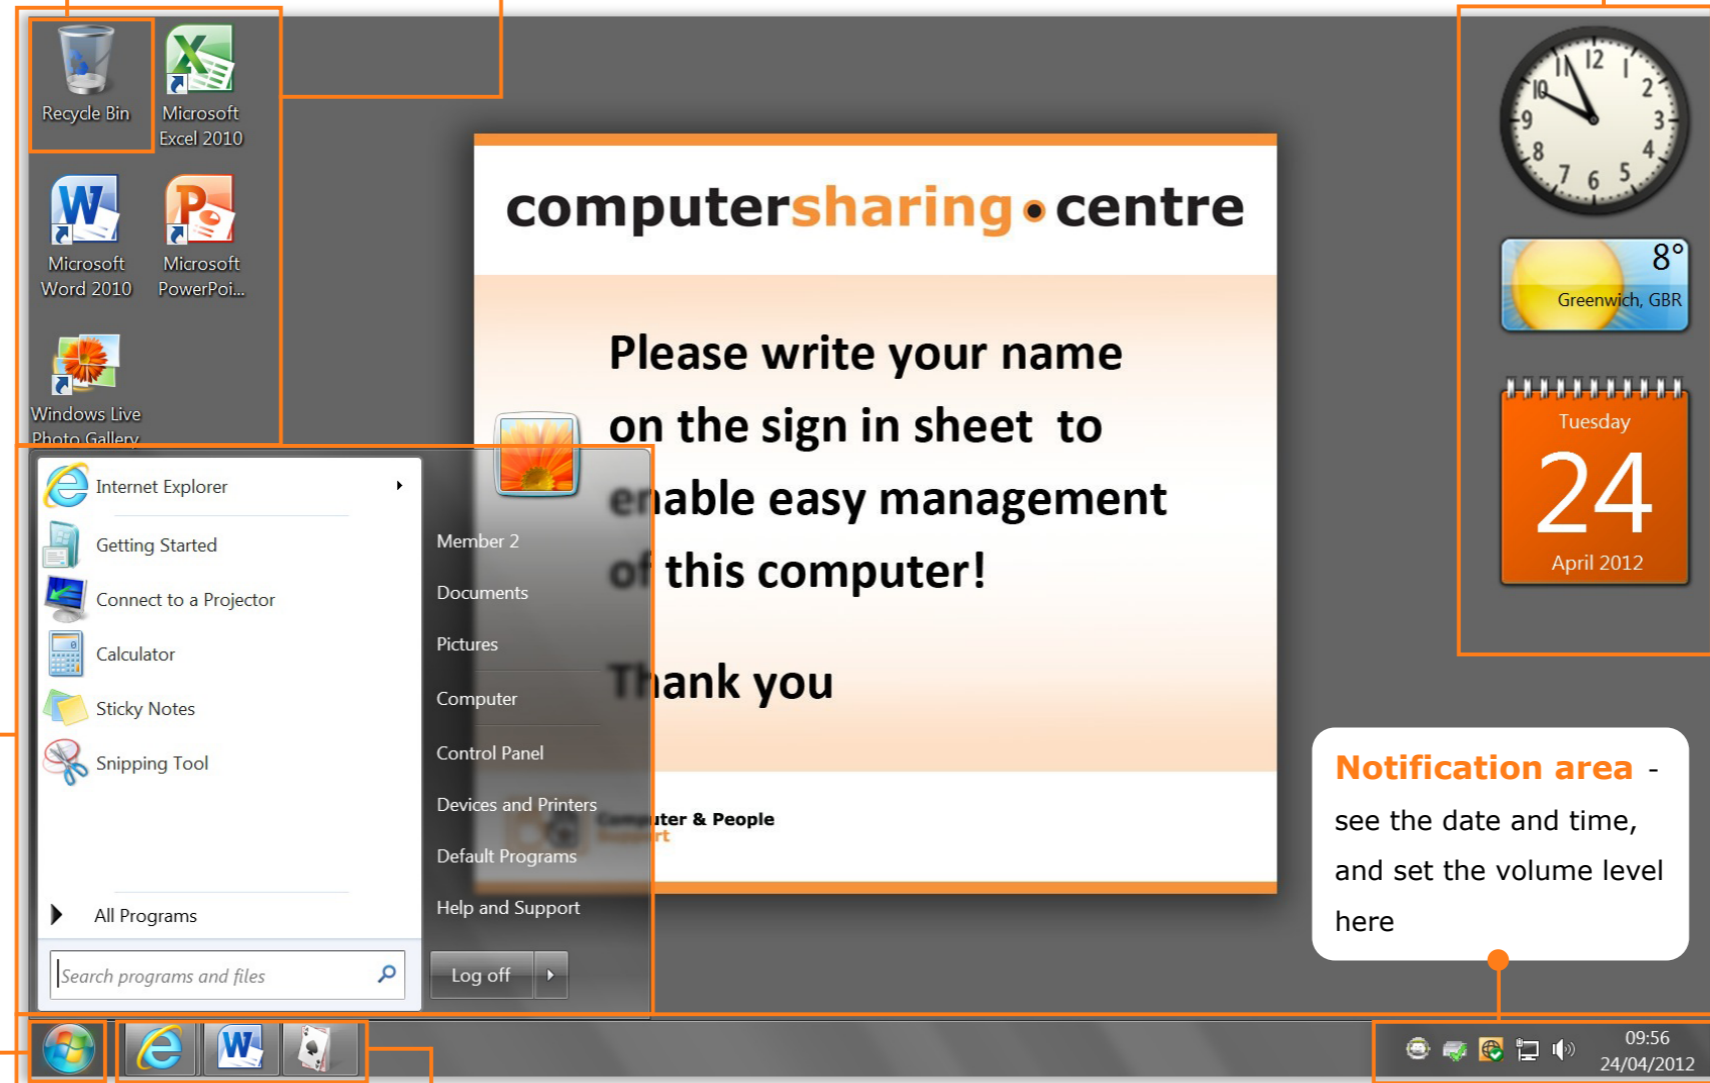 Recycle Bin
Microsoft
Excel 2010
Microsoft
Word 2010
Microsoft
PowerPoi...
Windows Live
Photo Gallery
computersharing•centre
Please write your name
on the sign in sheet to
enable easy management
of this computer!
Thank you
Computer & People
Support
12
1
2
3
4
5
6
7
8
9
10
11
8°
Greenwich, GBR
Tuesday
24
April 2012
Internet Explorer
Getting Started
Connect to a Projector
Calculator
Sticky Notes
Snipping Tool
All Programs
Search programs and files
Member 2
Documents
Pictures
Computer
Control Panel
Devices and Printers
Default Programs
Help and Support
Log off
Notification area -
see the date and time,
and set the volume level
here
09:56
24/04/2012